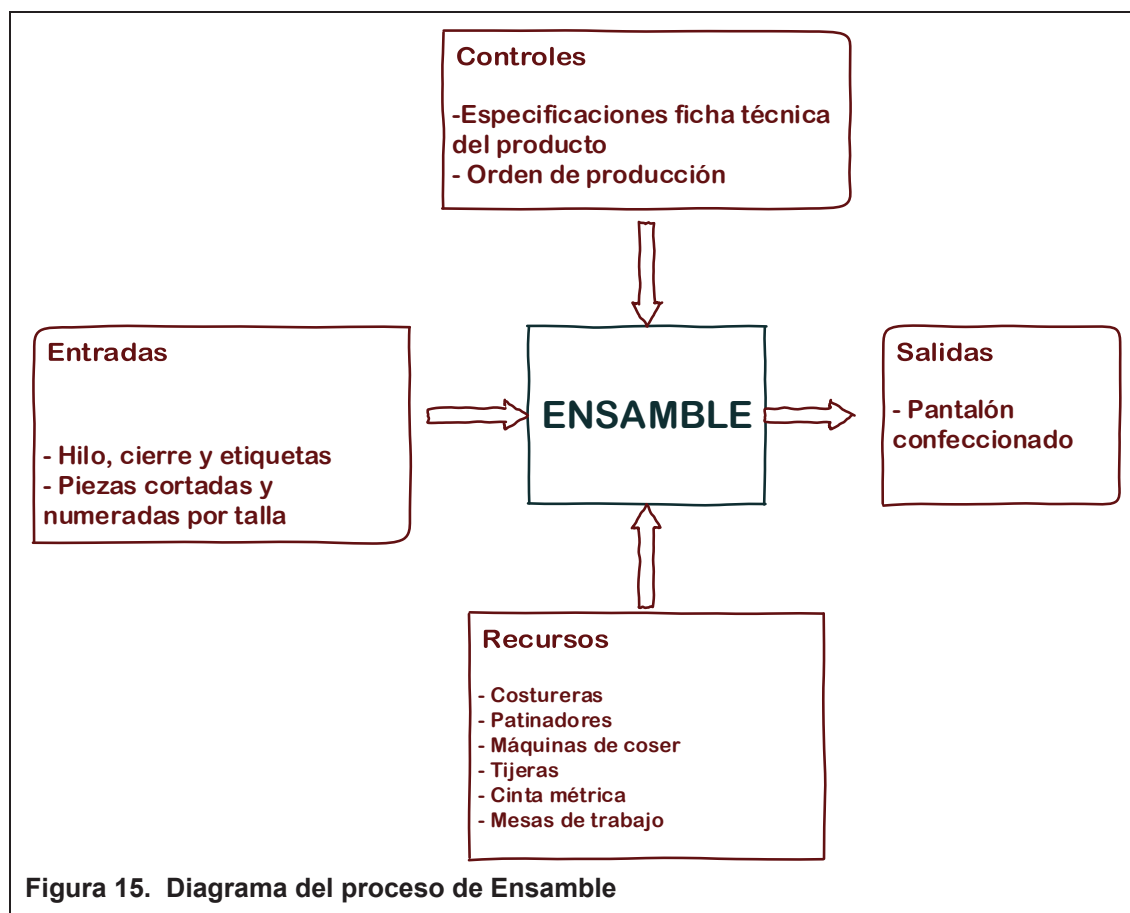 Controles
-Especificaciones ficha técnica
del producto
- Orden de producción
Entradas
- Hilo, cierre y etiquetas
- Piezas cortadas y
numeradas por talla
ENSAMBLE
Salidas
- Pantalón
confeccionado
Recursos
- Costureras
- Patinadores
- Máquinas de coser
- Tijeras
- Cinta métrica
- Mesas de trabajo
Figura 15.  Diagrama del proceso de Ensamble